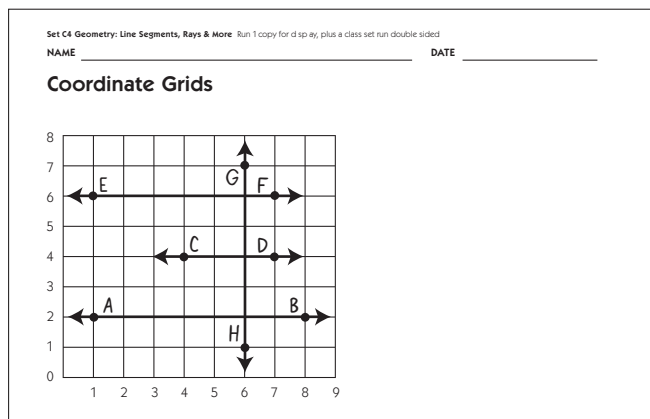 Set C4 Geometry: Line Segments, Rays & More Run 1 copy for d sp ay, plus a class set run double sided
NAME DATE
Coordinate Grids
8
7
G
E F
6
5
C D
4
3
A B
2
H
1
0
1 2 3 4 5 6 7 8 9